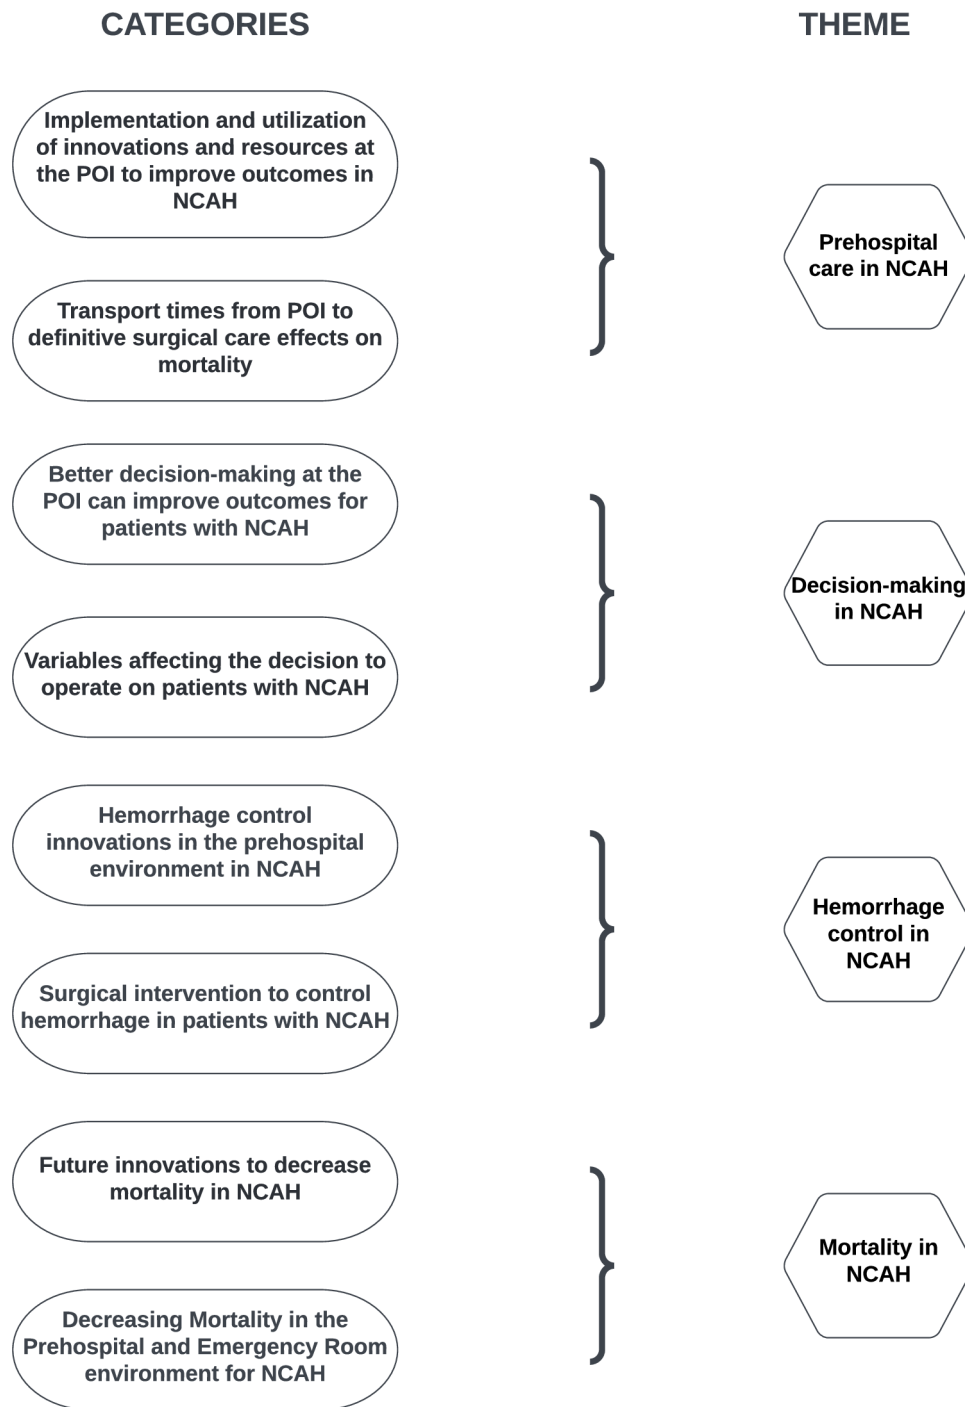 CATEGORIES
THEME
Implementation and utilization
of innovations and resources at
the POI to improve outcomes in
NCAH
Transport times from POI to
definitive surgical care effects on
mortality
Prehospital
care in NCAH
Better decision-making at the
POI can improve outcomes for
patients with NCAH
Variables affecting the decision to
operate on patients with NCAH
Decision-making
in NCAH
Hemorrhage control
innovations in the prehospital
environment in NCAH
Surgical intervention to control
hemorrhage in patients with NCAH
Hemorrhage
control in
NCAH
Future innovations to decrease
mortality in NCAH
Decreasing Mortality in the
Prehospital and Emergency Room
environment for NCAH
Mortality in
NCAH